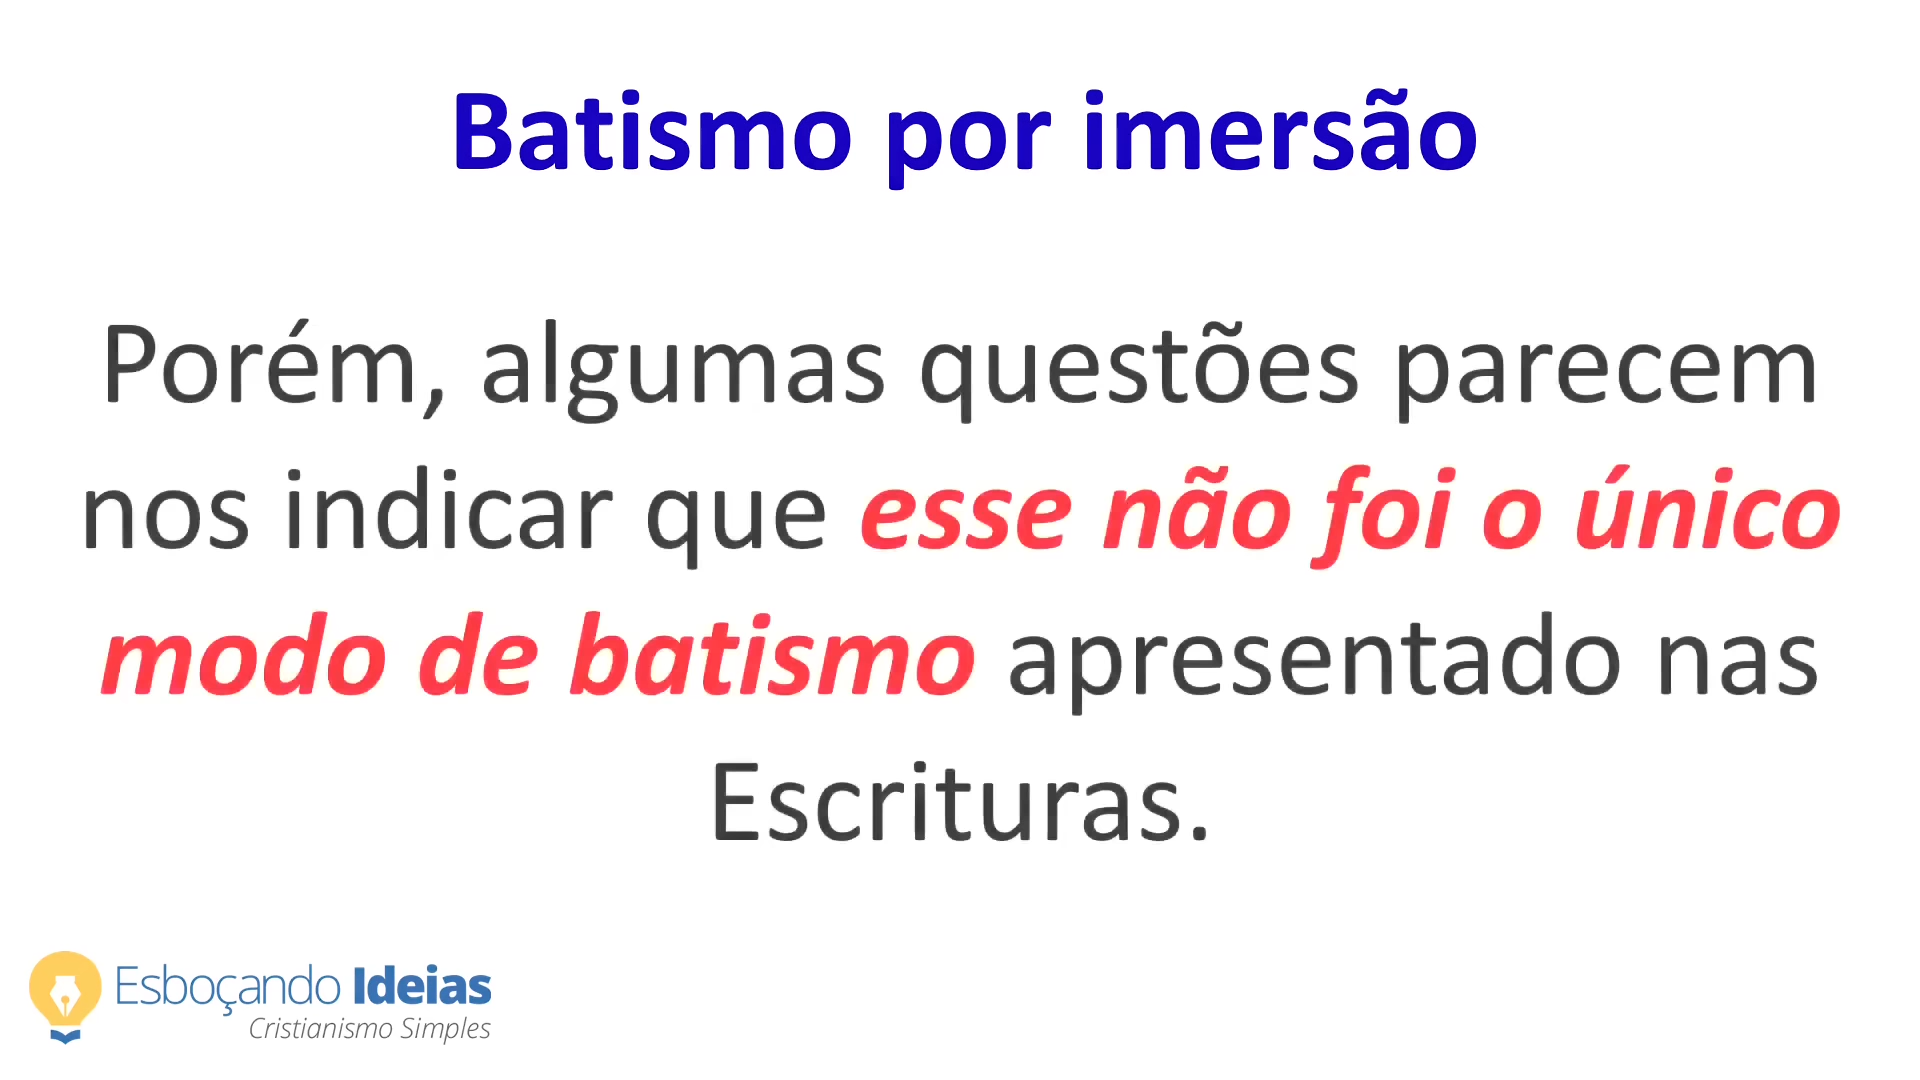 Batismo por imersão
Porém, algumas questões parecem
nos indicar que esse não foi o único
modo de batismo apresentado nas
Escrituras.
Esboçando Ideias
Cristianismo Simples